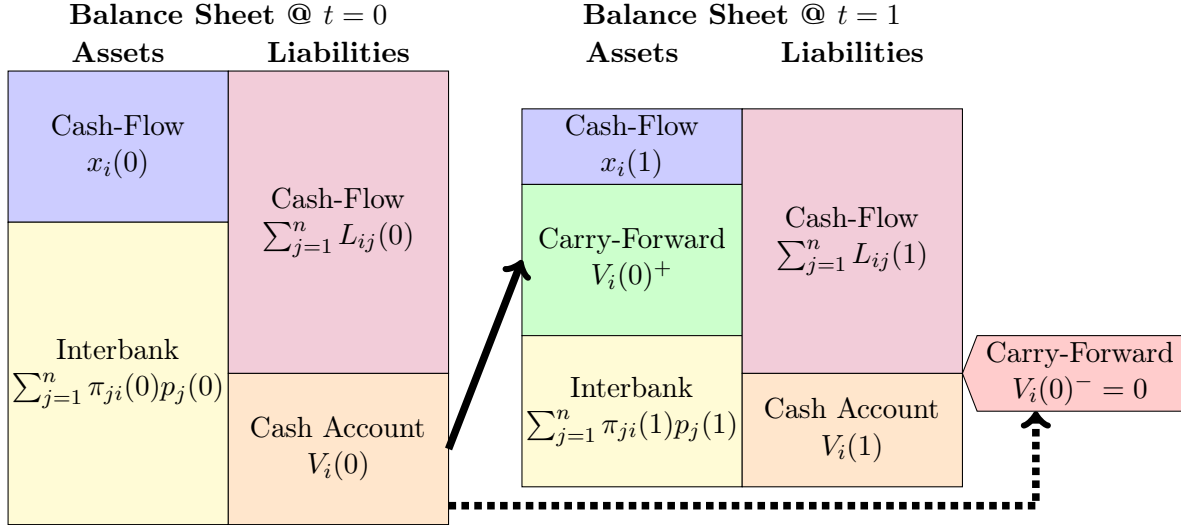 Balance Sheet @ t = 0
Assets
Liabilities
Cash-Flow
x_i(0)
Interbank
∑_{j=1}^{n} π_{ji}(0)p_j(0)
Cash-Flow
∑_{j=1}^{n} L_{ij}(0)
Cash Account
V_i(0)
Balance Sheet @ t = 1
Assets
Liabilities
Cash-Flow
x_i(1)
Carry-Forward
V_i(0)^+
Interbank
∑_{j=1}^{n} π_{ji}(1)p_j(1)
Cash-Flow
∑_{j=1}^{n} L_{ij}(1)
Cash Account
V_i(1)
Carry-Forward
V_i(0)^- = 0